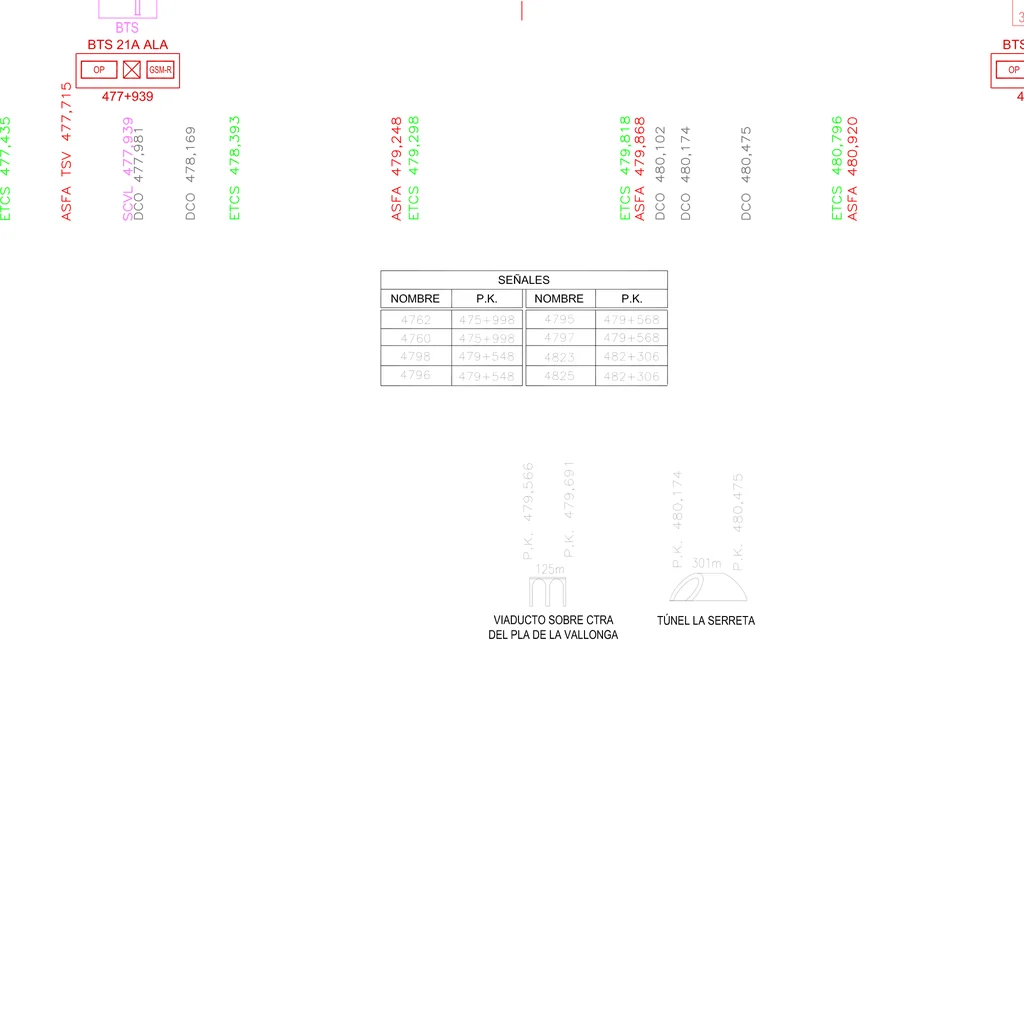 BTS
BTS 21A ALA
OP
GSM-R
477+939
BTS
OP
ETCS 477,435
ASFA TSV 477,715
SCVL 477,939
DCO 477,981
DCO 478,169
ETCS 478,393
ASFA 479,248
ETCS 479,298
ETCS 479,818
ASFA 479,868
DCO 480,102
DCO 480,174
DCO 480,475
ETCS 480,796
ASFA 480,920
SEÑALES
NOMBRE P.K. NOMBRE P.K.
4762 475+998 4795 479+568
4760 475+998 4797 479+568
4798 479+548 4823 482+306
4796 479+548 4825 482+306
P.K. 479,566
P.K. 479,691
P.K. 480,174
P.K. 480,475
125m
301m
VIADUCTO SOBRE CTRA
DEL PLA DE LA VALLONGA
TÚNEL LA SERRETA